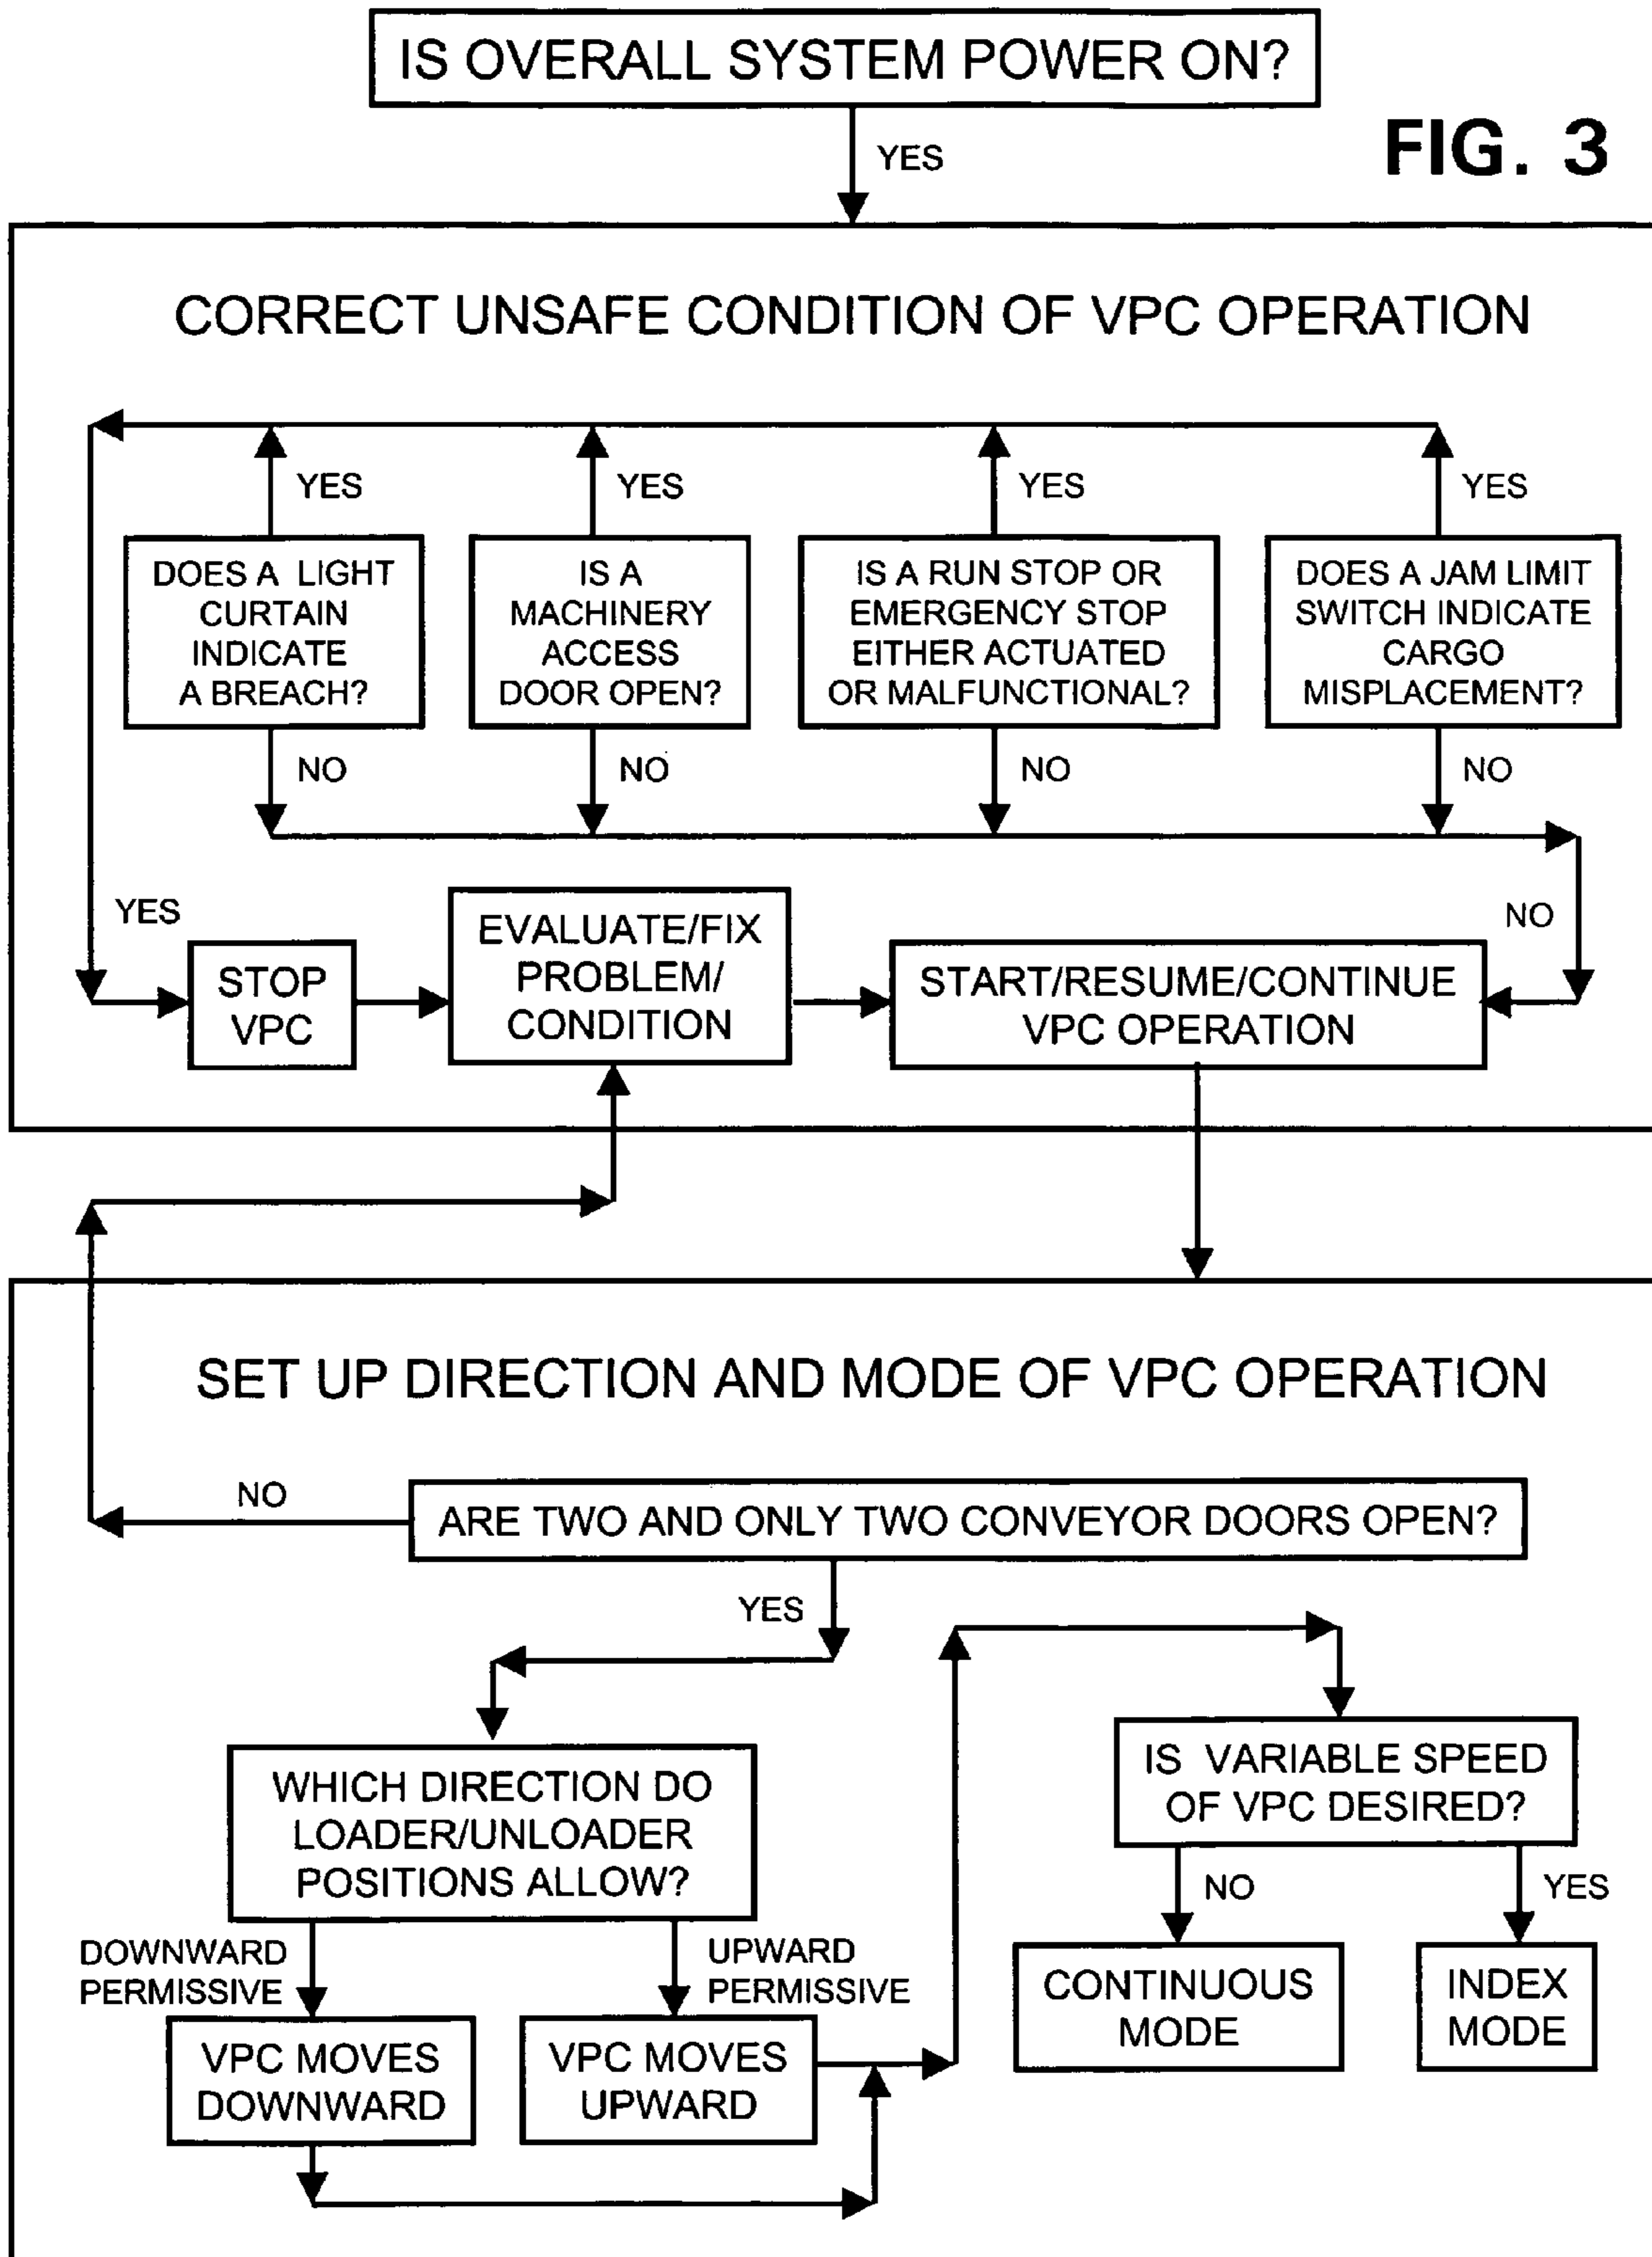 IS OVERALL SYSTEM POWER ON?
YES
FIG. 3
CORRECT UNSAFE CONDITION OF VPC OPERATION
YES
YES
YES
YES
DOES A LIGHT
CURTAIN
INDICATE
A BREACH?
IS A
MACHINERY
ACCESS
DOOR OPEN?
IS A RUN STOP OR
EMERGENCY STOP
EITHER ACTUATED
OR MALFUNCTIONAL?
DOES A JAM LIMIT
SWITCH INDICATE
CARGO
MISPLACEMENT?
NO
NO
NO
NO
YES
STOP
VPC
EVALUATE/FIX
PROBLEM/
CONDITION
START/RESUME/CONTINUE
VPC OPERATION
NO
SET UP DIRECTION AND MODE OF VPC OPERATION
NO
ARE TWO AND ONLY TWO CONVEYOR DOORS OPEN?
YES
WHICH DIRECTION DO
LOADER/UNLOADER
POSITIONS ALLOW?
IS VARIABLE SPEED
OF VPC DESIRED?
NO
YES
DOWNWARD
PERMISSIVE
UPWARD
PERMISSIVE
CONTINUOUS
MODE
INDEX
MODE
VPC MOVES
DOWNWARD
VPC MOVES
UPWARD